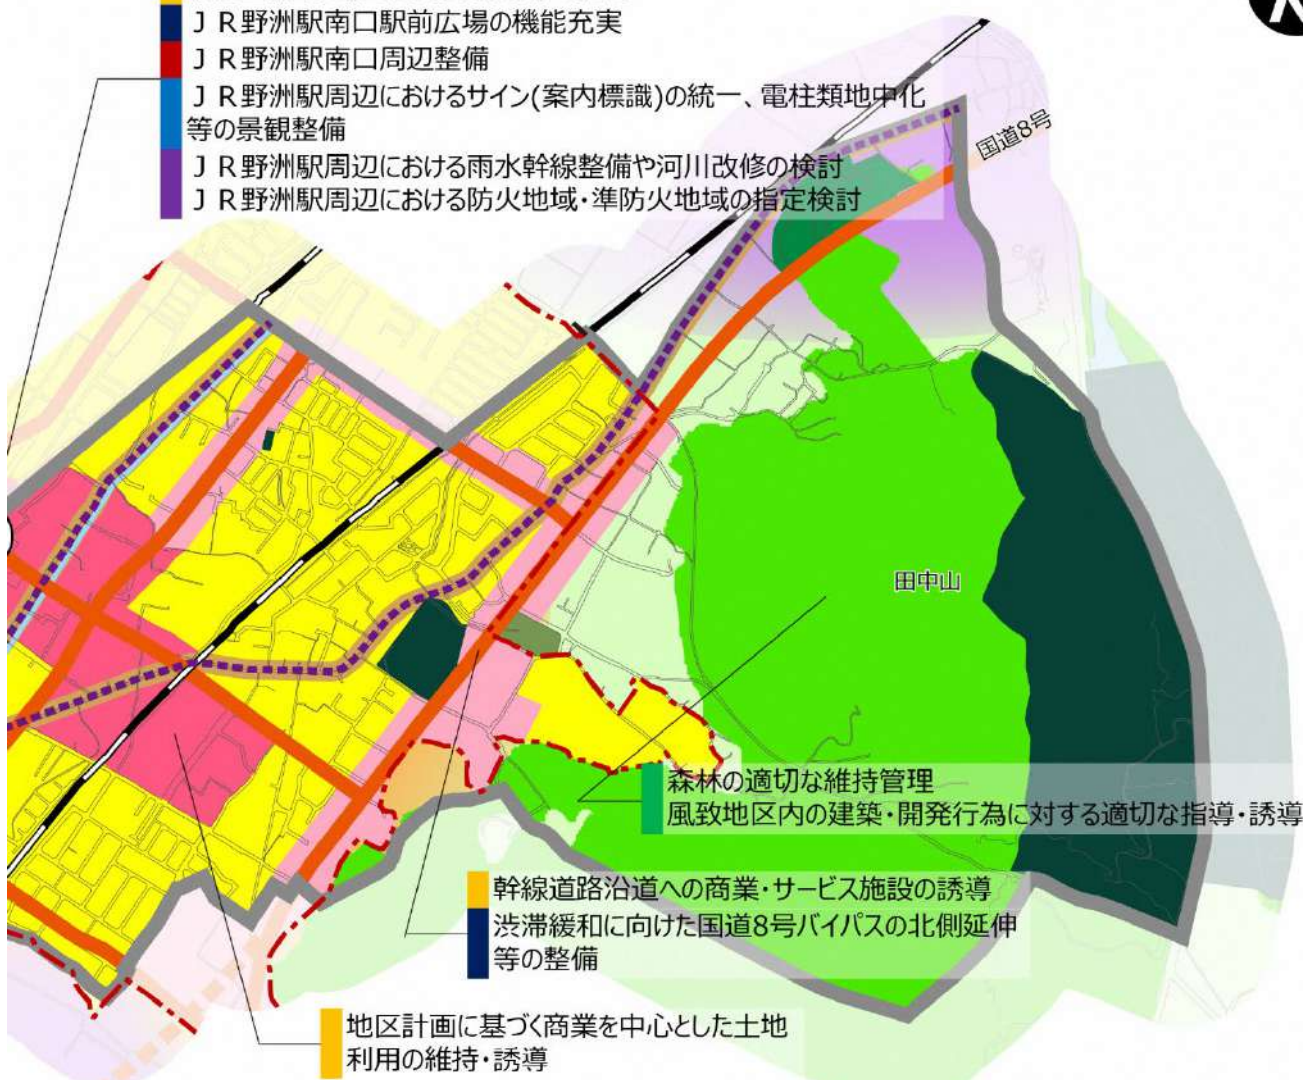 ＪＲ野洲駅南口駅前広場の機能充実
ＪＲ野洲駅南口周辺整備
ＪＲ野洲駅周辺におけるサイン(案内標識)の統一、電柱類地中化
等の景観整備
ＪＲ野洲駅周辺における雨水幹線整備や河川改修の検討
ＪＲ野洲駅周辺における防火地域・準防火地域の指定検討
国道8号
田中山
森林の適切な維持管理
風致地区内の建築・開発行為に対する適切な指導・誘導
幹線道路沿道への商業・サービス施設の誘導
渋滞緩和に向けた国道8号バイパスの北側延伸
等の整備
地区計画に基づく商業を中心とした土地
利用の維持・誘導